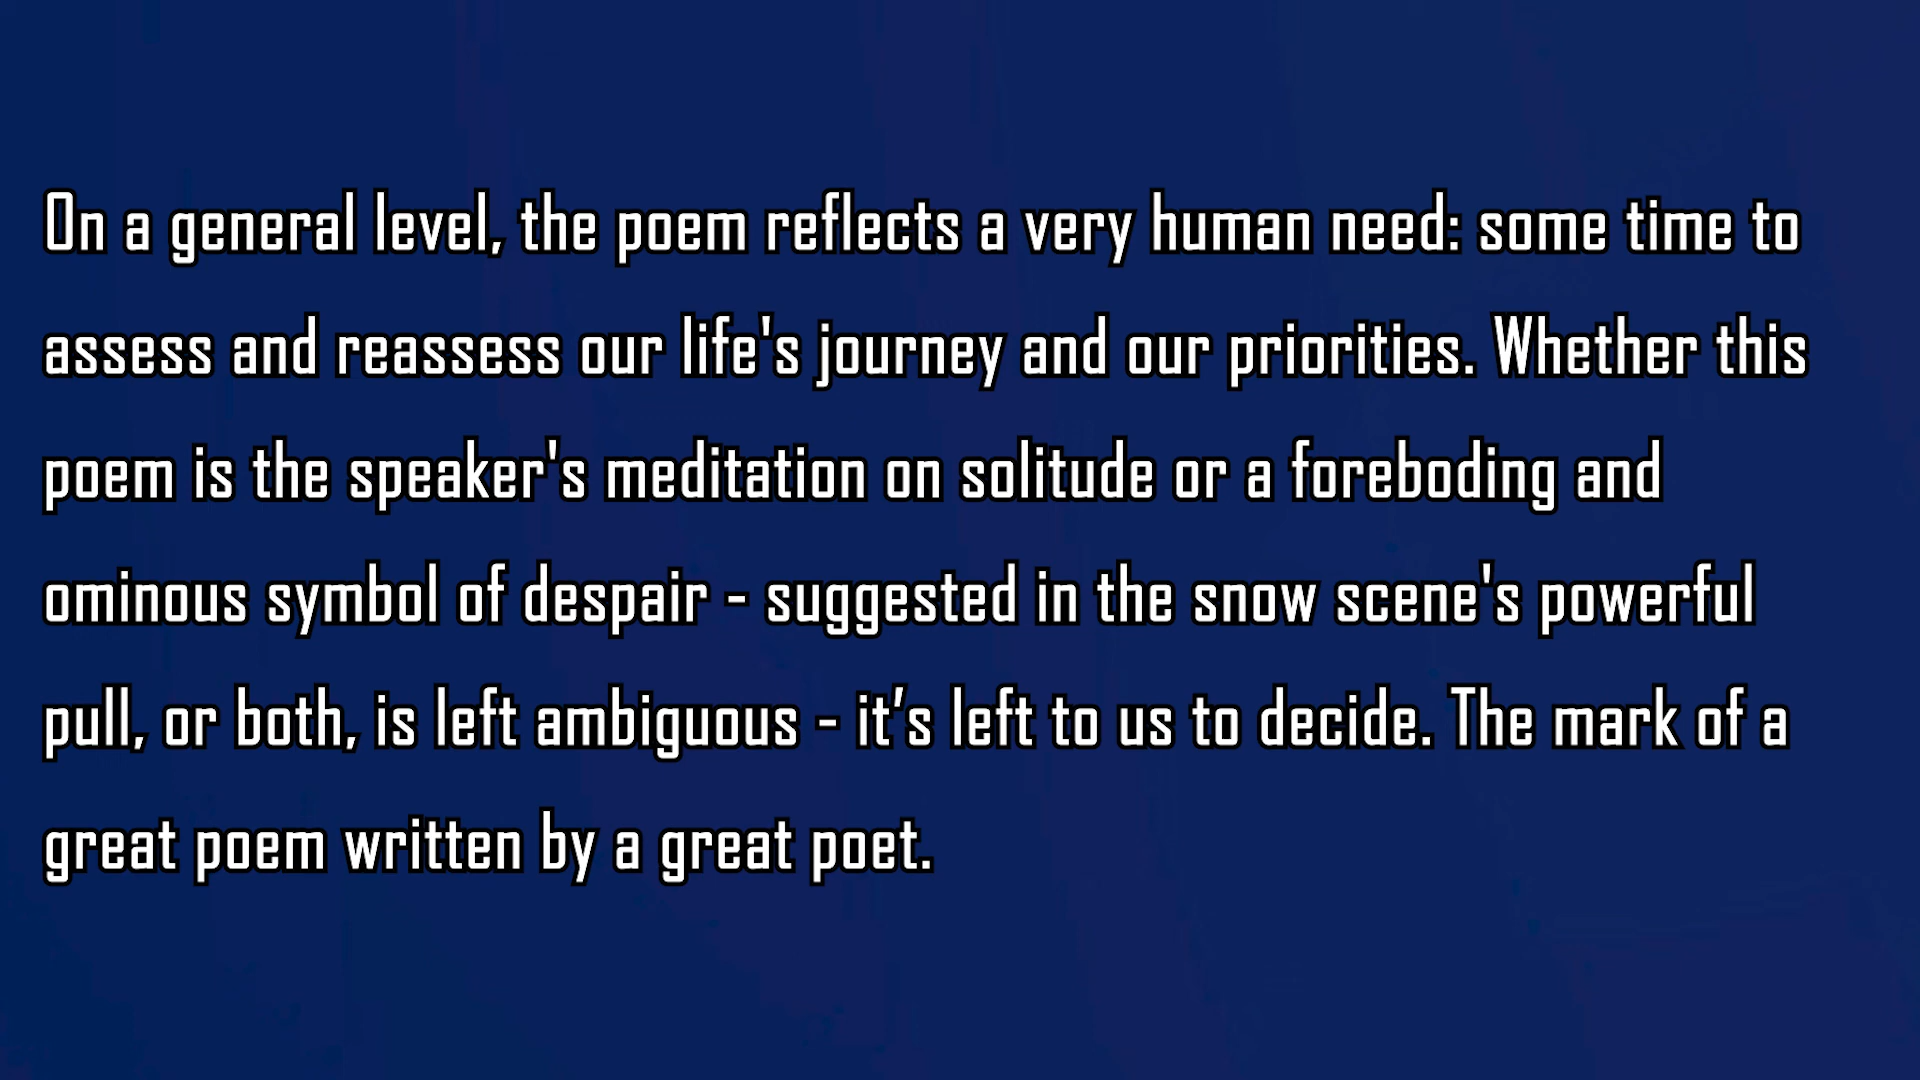 On a general level, the poem reflects a very human need: some time to
assess and reassess our life's journey and our priorities. Whether this
poem is the speaker's meditation on solitude or a foreboding and
ominous symbol of despair - suggested in the snow scene's powerful
pull, or both, is left ambiguous - it’s left to us to decide. The mark of a
great poem written by a great poet.